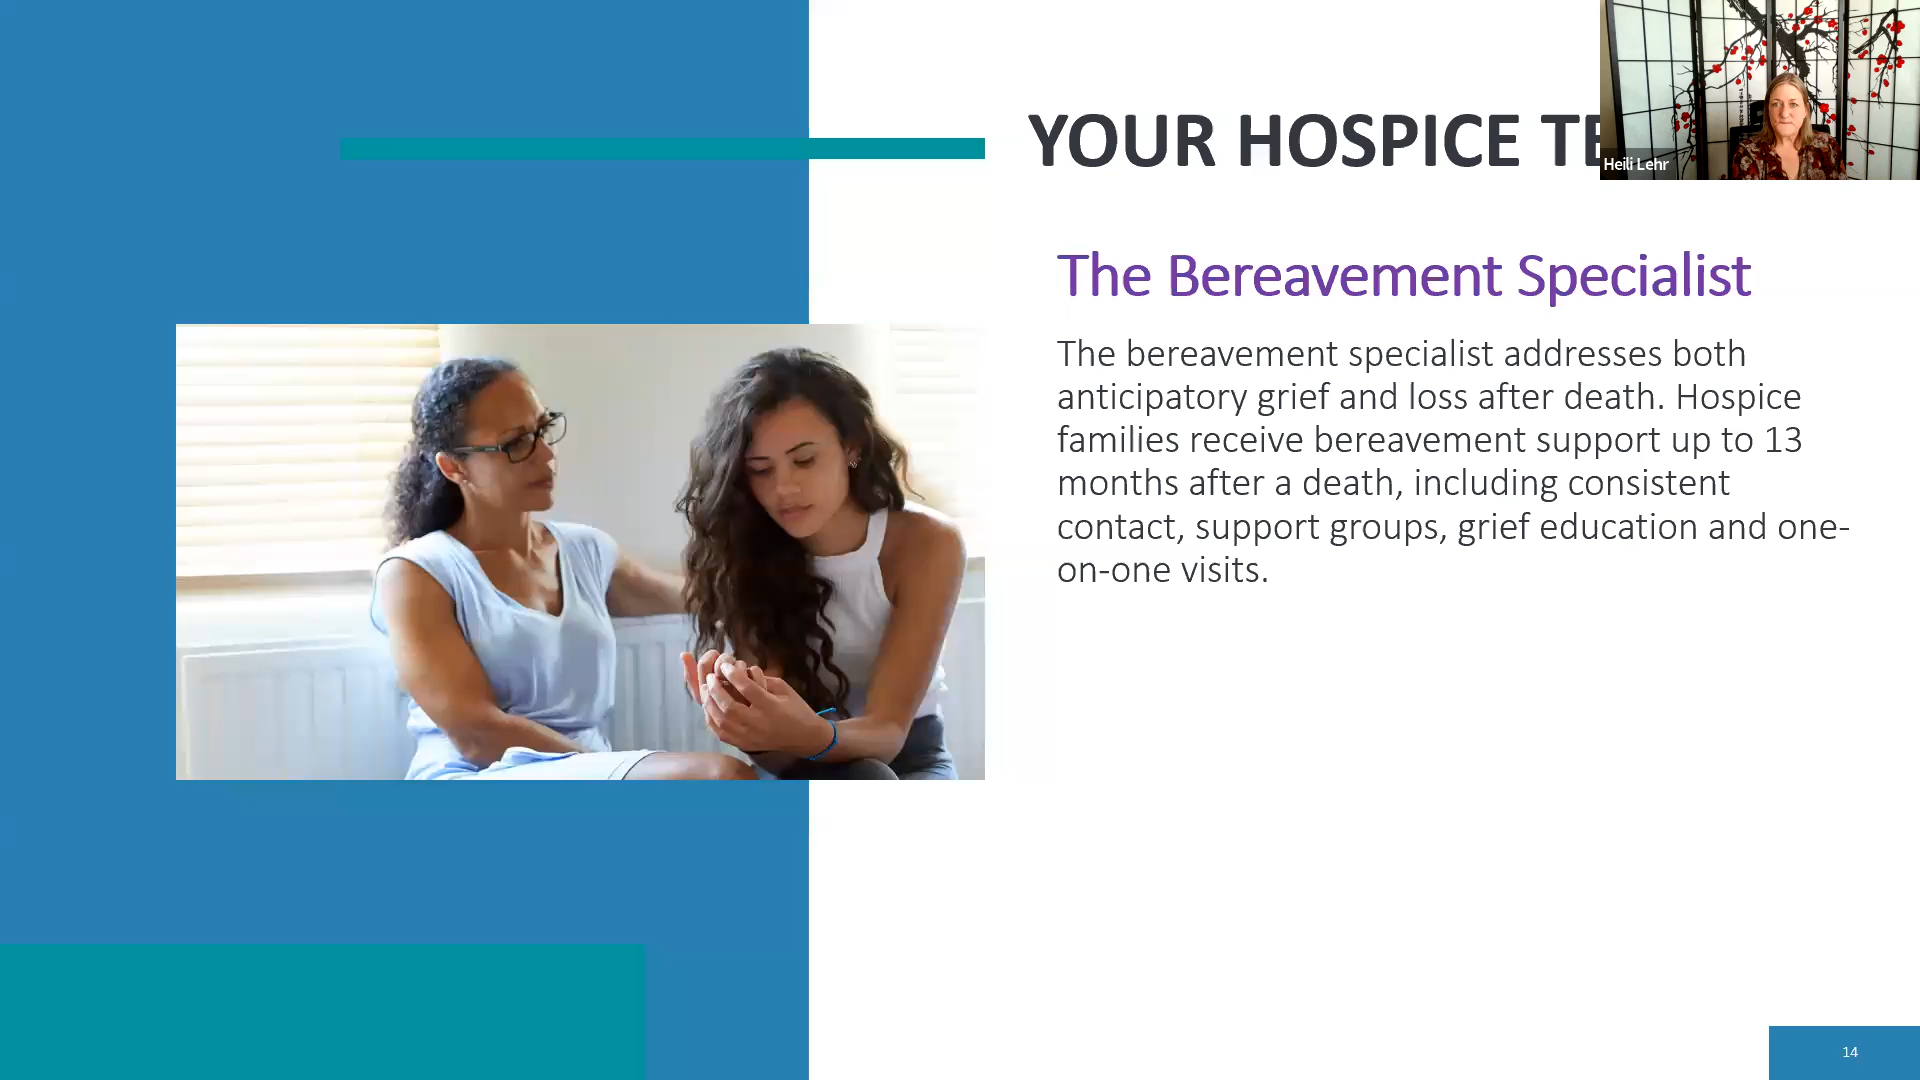 YOUR HOSPICE
Heili Lehr
The Bereavement Specialist
The bereavement specialist addresses both
anticipatory grief and loss after death. Hospice
families receive bereavement support up to 13
months after a death, including consistent
contact, support groups, grief education and one-
on-one visits.
14